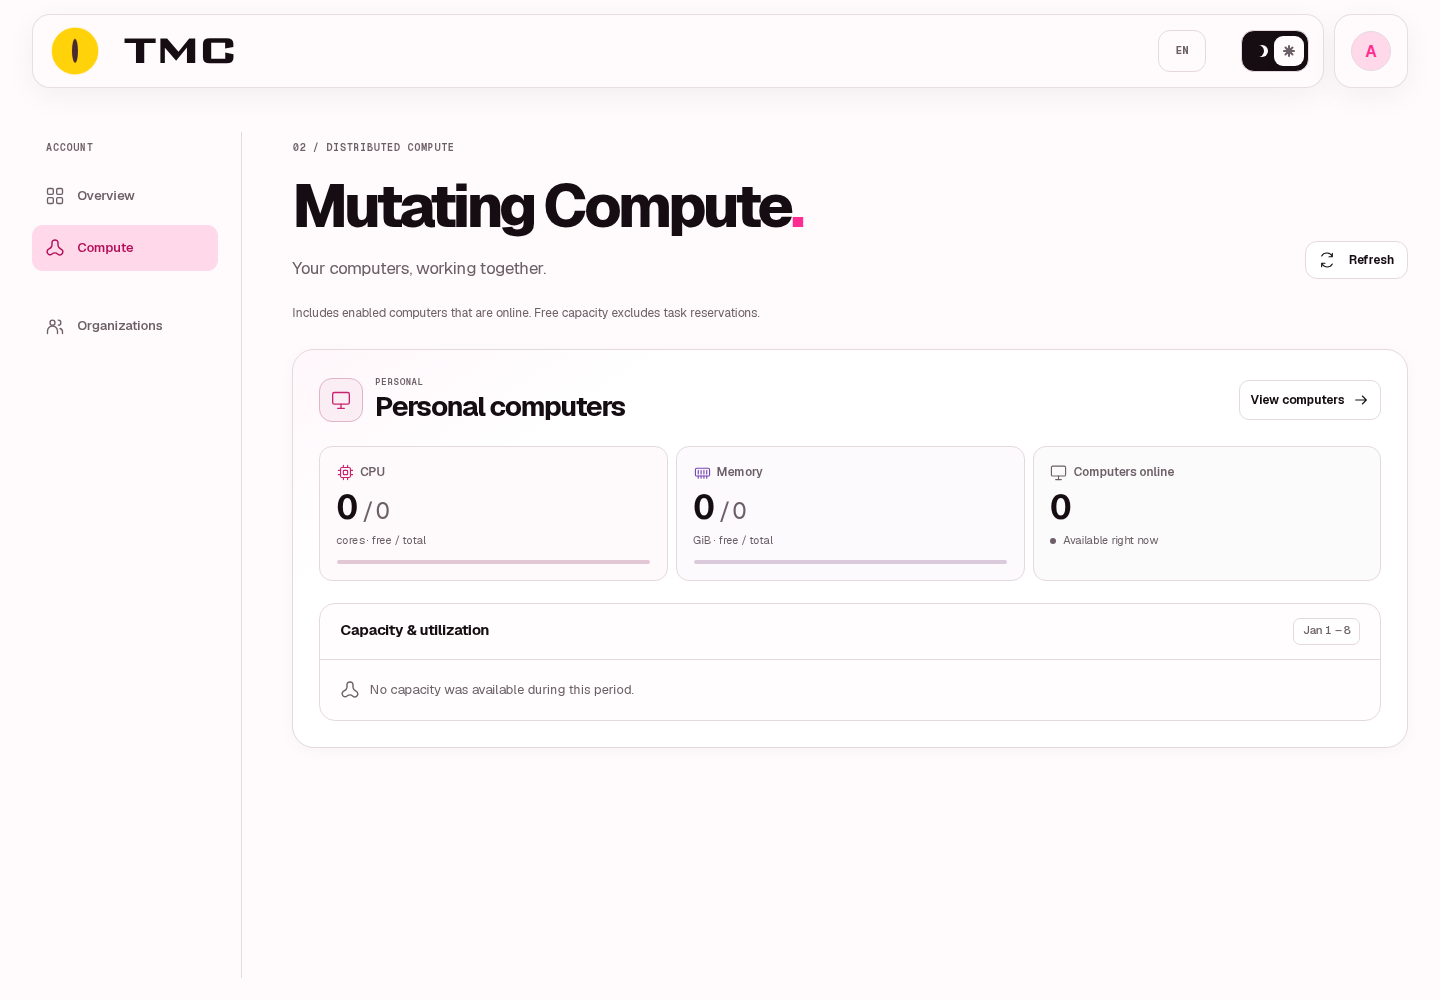 TMC
EN
A
ACCOUNT
Overview
Compute
Organizations
02 / DISTRIBUTED COMPUTE
Mutating Compute.
Your computers, working together.
Refresh
Includes enabled computers that are online. Free capacity excludes task reservations.
PERSONAL
Personal computers
View computers
CPU
0 / 0
cores · free / total
Memory
0 / 0
GiB · free / total
Computers online
0
Available right now
Capacity & utilization
Jan 1 – 8
No capacity was available during this period.